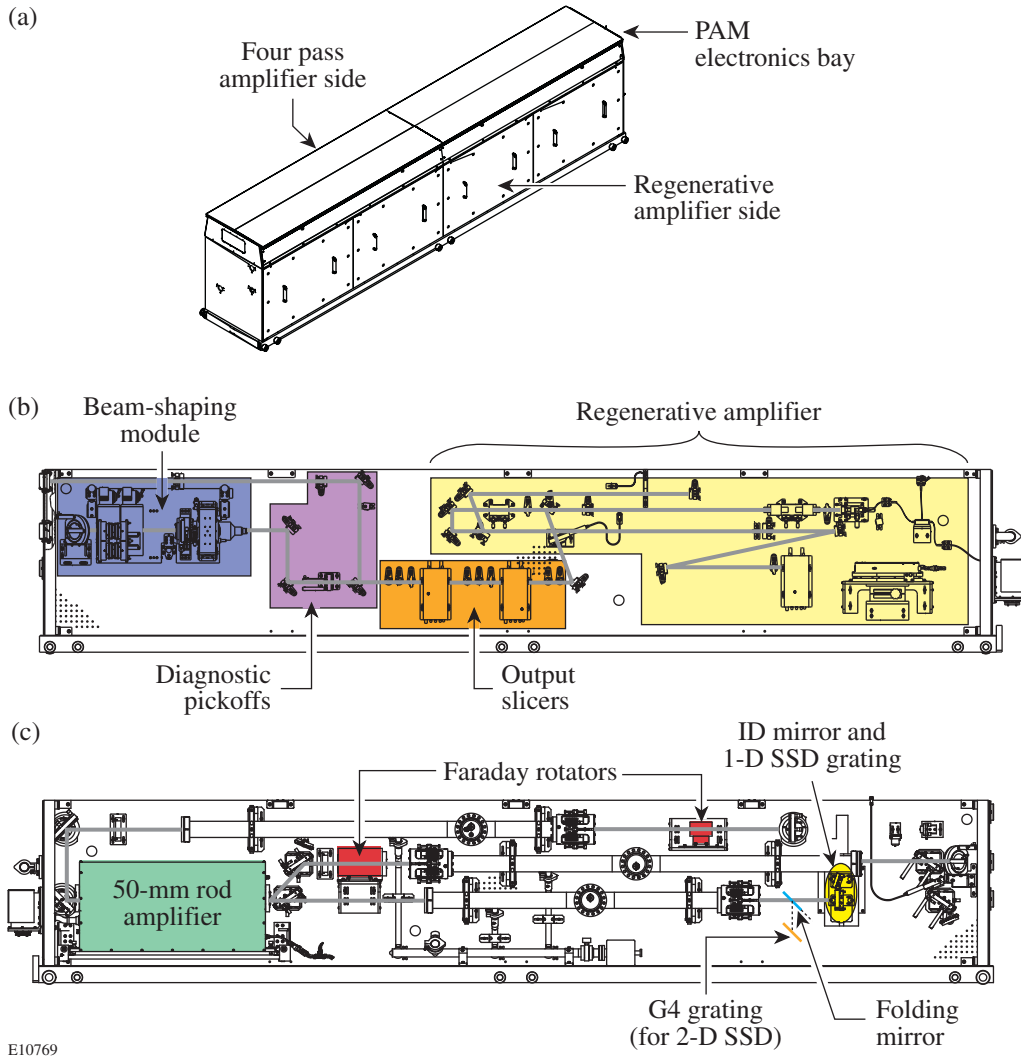 (a)
Four pass
amplifier side
PAM
electronics bay
Regenerative
amplifier side
(b)
Beam-shaping
module
Regenerative amplifier
Diagnostic
pickoffs
Output
slicers
(c)
ID mirror and
1-D SSD grating
Faraday rotators
50-mm rod
amplifier
G4 grating
(for 2-D SSD)
Folding
mirror
E10769